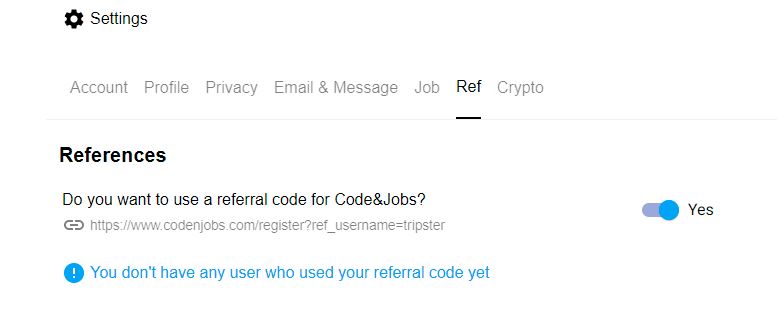 Settings
Account Profile Privacy Email & Message Job Ref Crypto
References
Do you want to use a referral code for Code&Jobs?
https://www.codenjobs.com/register?ref_username=tripster
Yes
You don't have any user who used your referral code yet